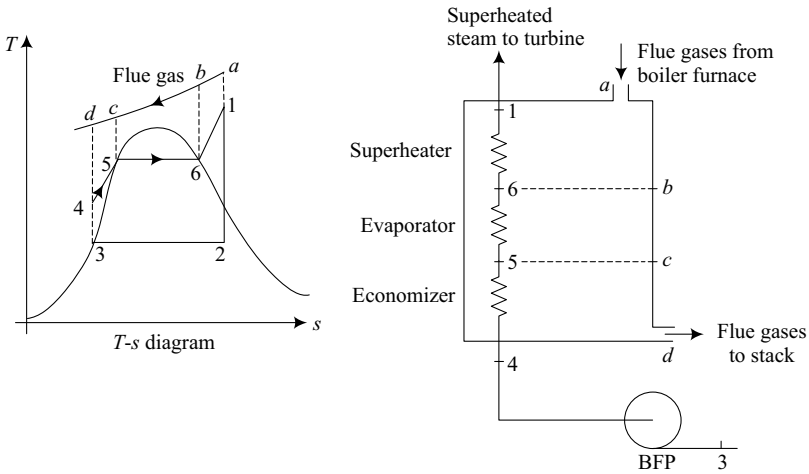 T
Flue gas
a
b
c
d
1
5
6
4
3
2
s
T-s diagram
Superheated
steam to turbine
Flue gases from
boiler furnace
a
1
Superheater
6
b
Evaporator
5
c
Economizer
Flue gases
to stack
d
4
BFP
3